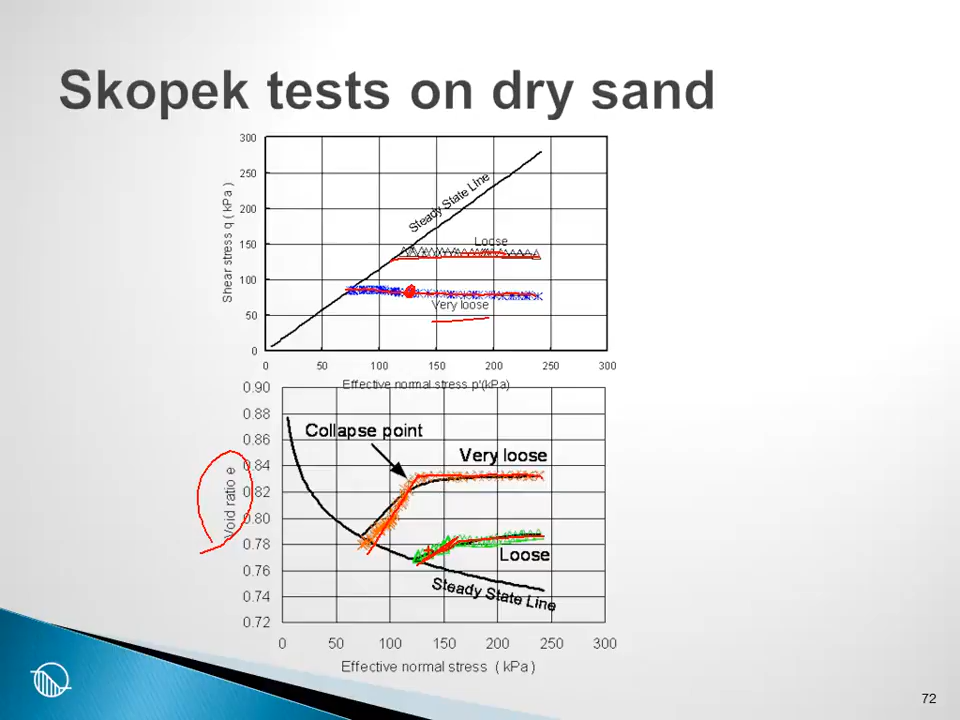 Skopek tests on dry sand
300
250
200
150
100
50
0
Shear stress q ( kPa )
Steady State Line
Loose
Very loose
0 50 100 150 200 250 300
Effective normal stress p'(kPa)
0.90
0.88
0.86
0.84
0.82
0.80
0.78
0.76
0.74
0.72
Void ratio e
Collapse point
Very loose
Loose
Steady State Line
0 50 100 150 200 250 300
Effective normal stress ( kPa )
72